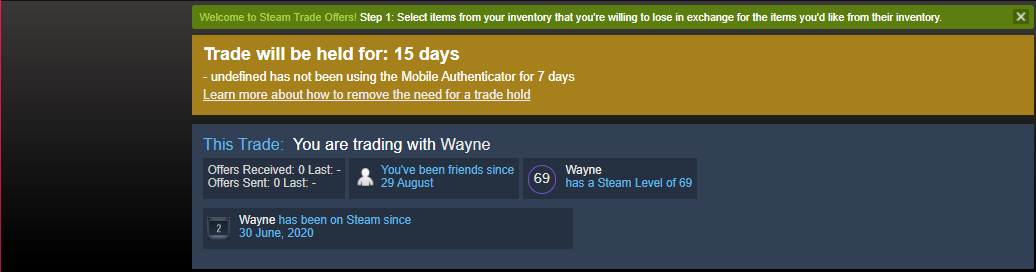 Welcome to Steam Trade Offers! Step 1: Select items from your inventory that you're willing to lose in exchange for the items you'd like from their inventory.
Trade will be held for: 15 days
- undefined has not been using the Mobile Authenticator for 7 days
Learn more about how to remove the need for a trade hold
This Trade: You are trading with Wayne
Offers Received: 0 Last: -
Offers Sent: 0 Last: -
You've been friends since
29 August
69
Wayne
has a Steam Level of 69
2
Wayne has been on Steam since
30 June, 2020